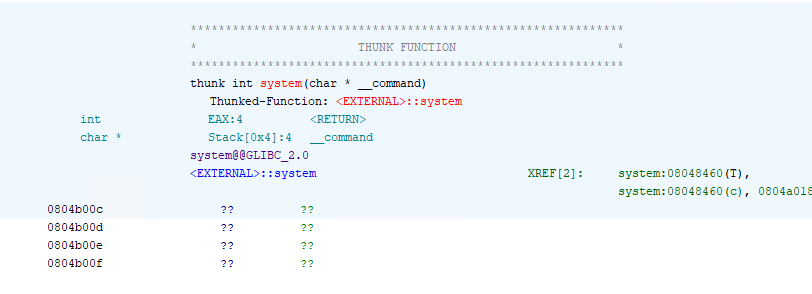 **************************************************************
* THUNK FUNCTION *
**************************************************************
thunk int system(char * __command)
Thunked-Function: <EXTERNAL>::system
int EAX:4 <RETURN>
char * Stack[0x4]:4 __command
system@@GLIBC_2.0
<EXTERNAL>::system XREF[2]: system:08048460(T),
system:08048460(c), 0804a018
0804b00c ?? ??
0804b00d ?? ??
0804b00e ?? ??
0804b00f ?? ??